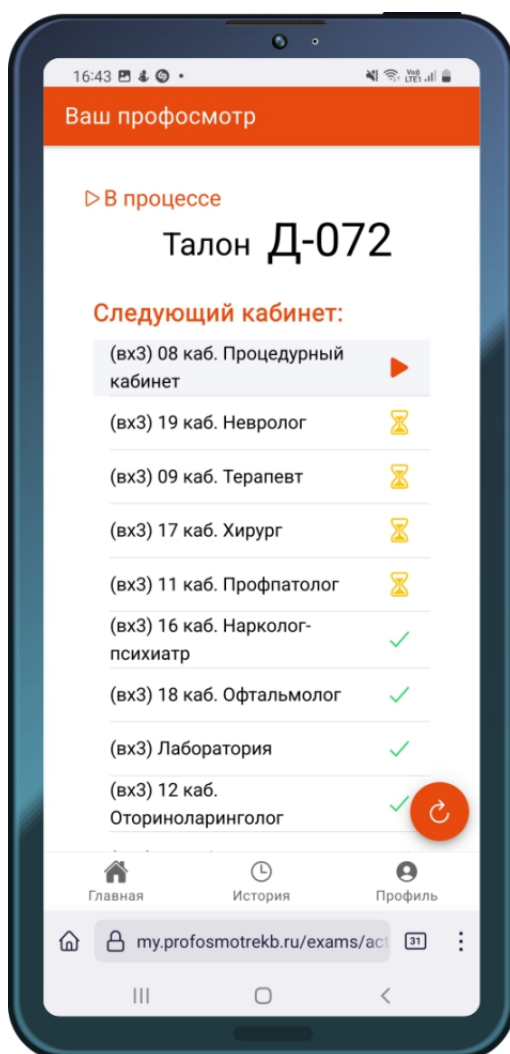 16:43
Vo))
LTE1
Ваш профосмотр
В процессе
Талон Д-072
Следующий кабинет:
(вх3) 08 каб. Процедурный
кабинет
(вх3) 19 каб. Невролог
(вх3) 09 каб. Терапевт
(вх3) 17 каб. Хирург
(вх3) 11 каб. Профпатолог
(вх3) 16 каб. Нарколог-
психиатр
(вх3) 18 каб. Офтальмолог
(вх3) Лаборатория
(вх3) 12 каб.
Оториноларинголог
Главная История Профиль
my.profosmotrekb.ru/exams/act
31